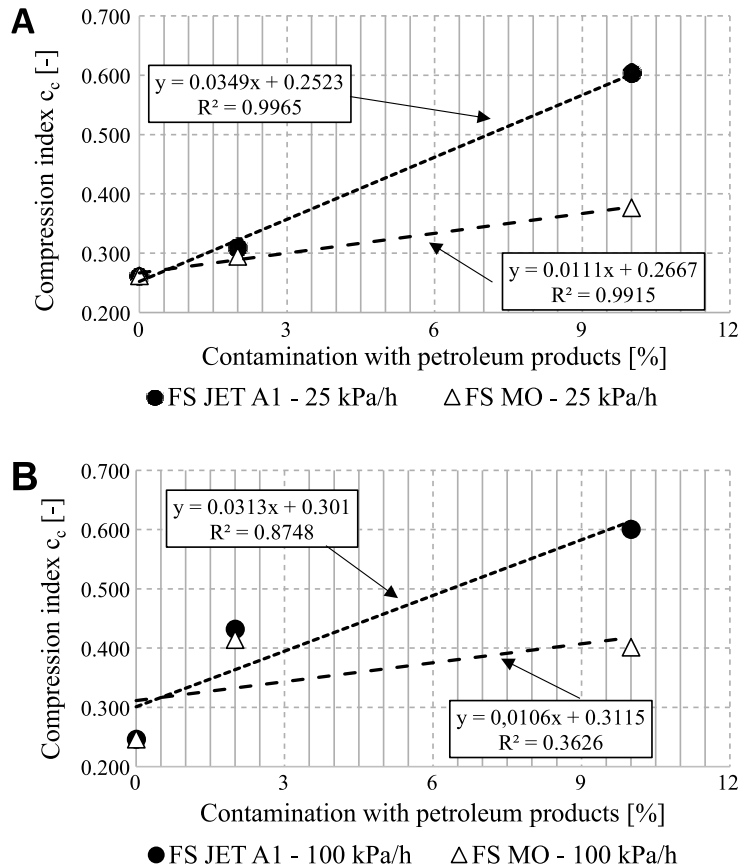 A
0.700
0.600
0.500
0.400
0.300
0.200
Compression index c_c [-]
y = 0.0349x + 0.2523
R² = 0.9965
y = 0.0111x + 0.2667
R² = 0.9915
0 3 6 9 12
Contamination with petroleum products [%]
FS JET A1 - 25 kPa/h FS MO - 25 kPa/h
B
0.700
0.600
0.500
0.400
0.300
0.200
Compression index c_c [-]
y = 0.0313x + 0.301
R² = 0.8748
y = 0,0106x + 0.3115
R² = 0.3626
0 3 6 9 12
Contamination with petroleum products [%]
FS JET A1 - 100 kPa/h FS MO - 100 kPa/h